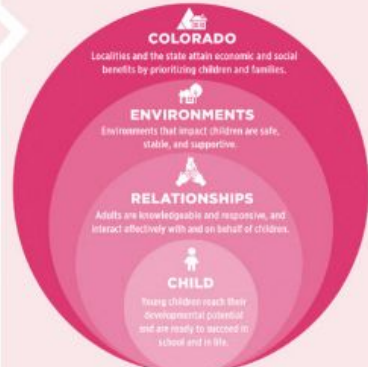 COLORADO
Localities and the state attain economic and social
benefits by prioritizing children and families.
ENVIRONMENTS
Environments that impact children are safe,
stable, and supportive.
RELATIONSHIPS
Adults are knowledgeable and responsive, and
interact effectively with and on behalf of children.
CHILD
Young children reach their
developmental potential
and are ready to succeed in
school and in life.